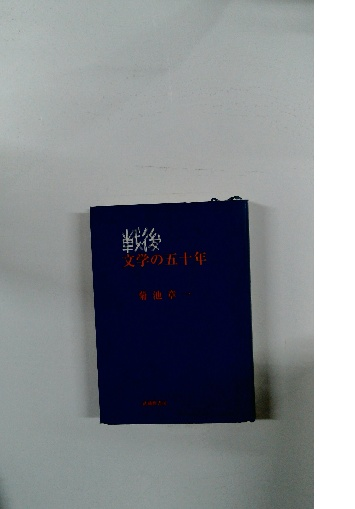 戦後
文学の五十年
菊池章一